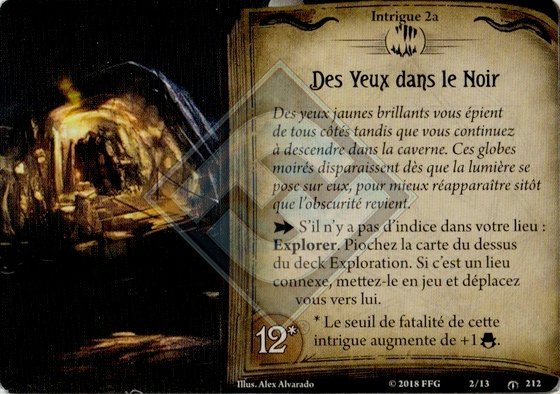 Intrigue 2a
Des Yeux dans le Noir
Des yeux jaunes brillants vous épient
de tous côtés tandis que vous continuez
à descendre dans la caverne. Ces globes
moirés disparaissent dès que la lumière se
pose sur eux, pour mieux réapparaître sitôt
que l'obscurité revient.
S'il n'y a pas d'indice dans votre lieu :
Explorer. Piochez la carte du dessus
du deck Exploration. Si c'est un lieu
connexe, mettez-le en jeu et déplacez
vous vers lui.
* Le seuil de fatalité de cette
12*
intrigue augmente de +1.
Illus. Alex Alvarado
© 2018 FFG
2/13
212